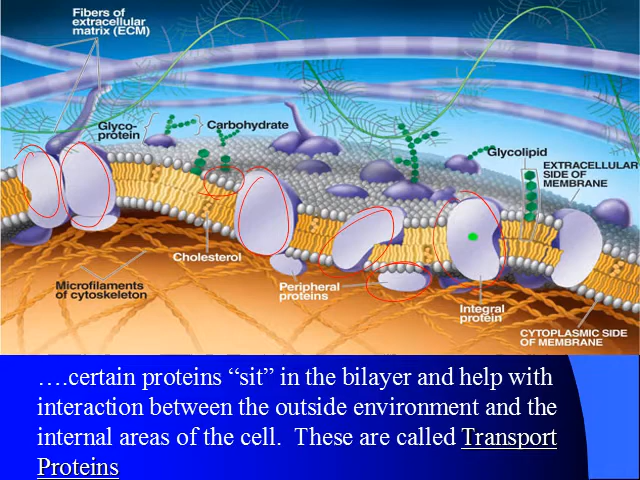 Fibers of
extracellular
matrix (ECM)
Glyco-
protein
Carbohydrate
Glycolipid
EXTRACELLULAR
SIDE OF
MEMBRANE
Cholesterol
Microfilaments
of cytoskeleton
Peripheral
proteins
Integral
protein
CYTOPLASMIC SIDE
OF MEMBRANE
….certain proteins “sit” in the bilayer and help with
interaction between the outside environment and the
internal areas of the cell.  These are called Transport
Proteins